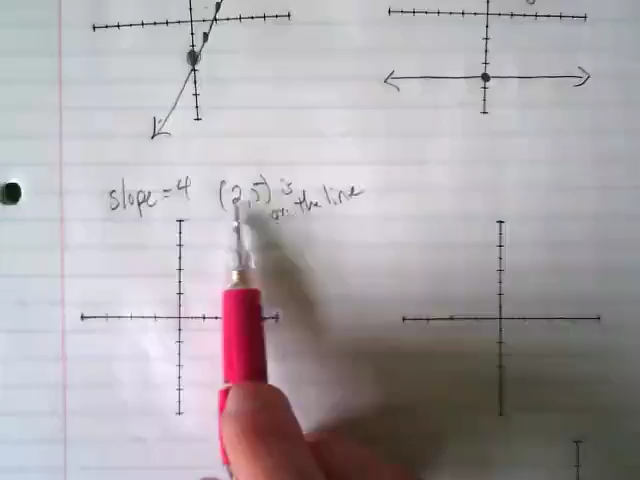 slope = 4 (2,5) is
on the line